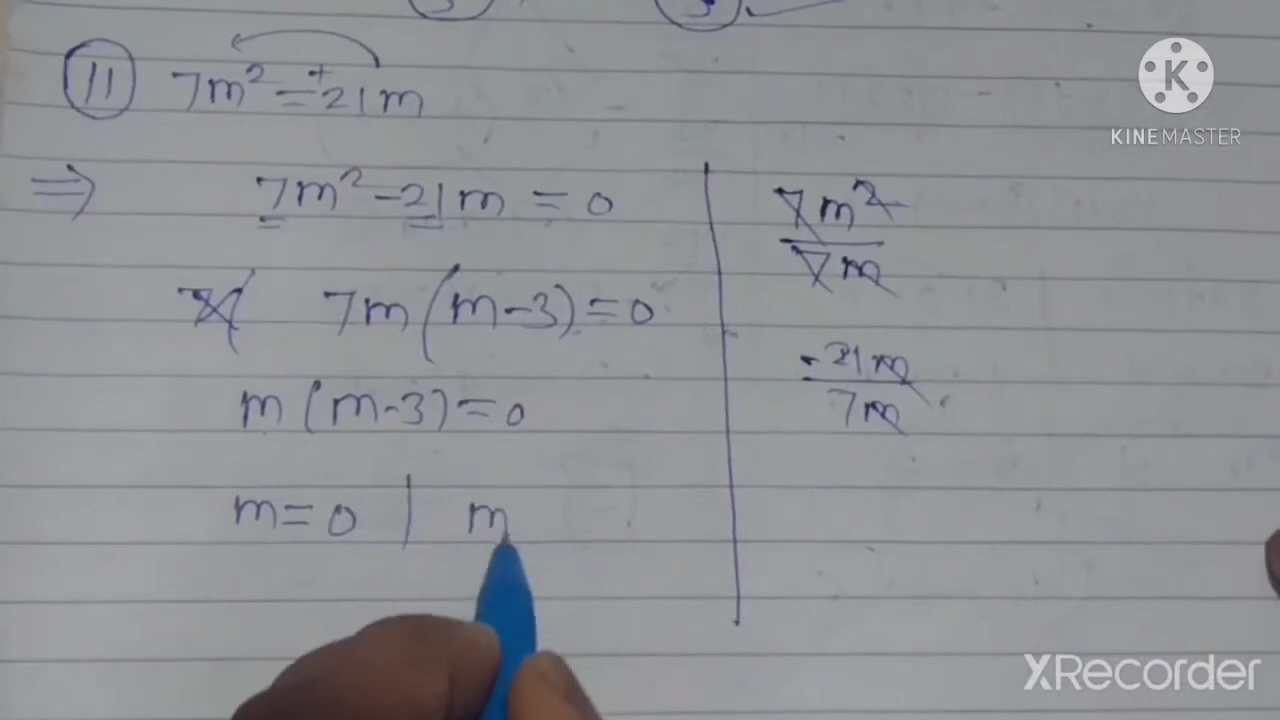 K
KINEMASTER
11 7m² = +21m
⇒ 7m² - 21m = 0
7m(m-3) = 0
m(m-3) = 0
m = 0 | m
7m²
7m
-21m
7m
XRecorder